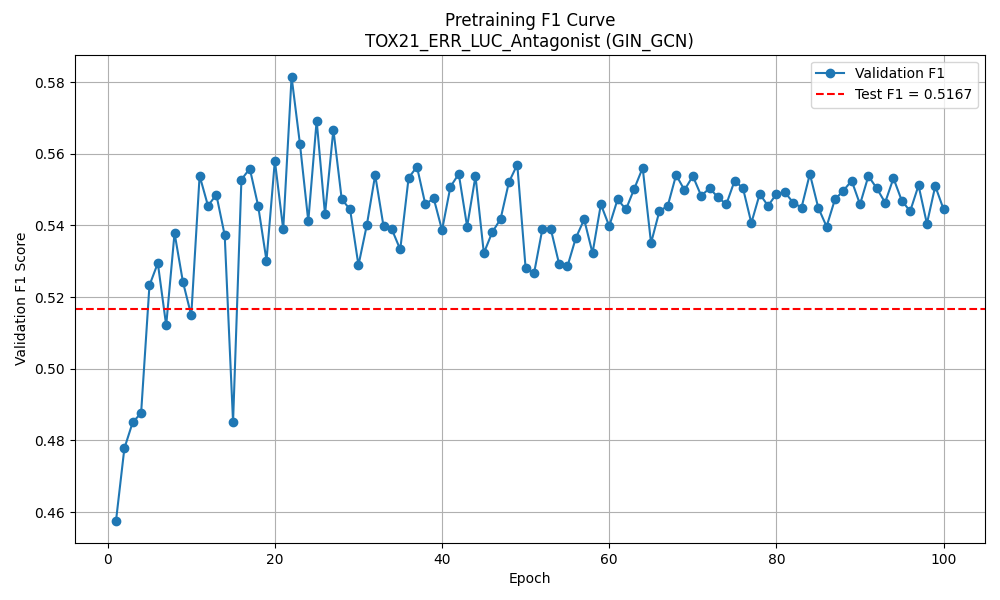 Pretraining F1 Curve
TOX21_ERR_LUC_Antagonist (GIN_GCN)
Validation F1
Test F1 = 0.5167
Validation F1 Score
0.58
0.56
0.54
0.52
0.50
0.48
0.46
0 20 40 60 80 100
Epoch